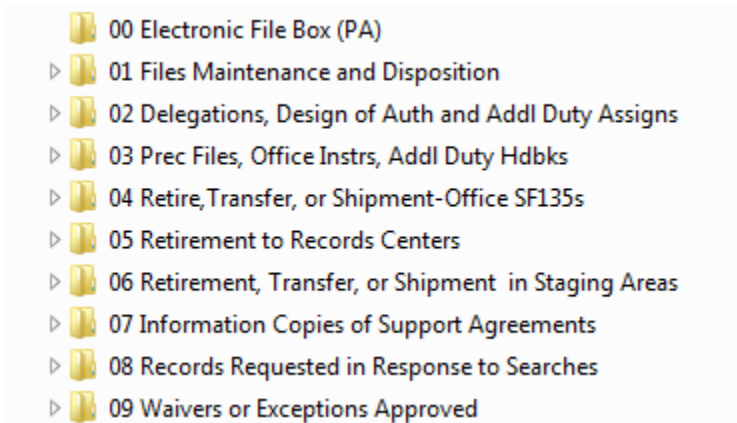 00 Electronic File Box (PA)
01 Files Maintenance and Disposition
02 Delegations, Design of Auth and Addl Duty Assigns
03 Prec Files, Office Instrs, Addl Duty Hdbks
04 Retire,Transfer, or Shipment-Office SF135s
05 Retirement to Records Centers
06 Retirement, Transfer, or Shipment  in Staging Areas
07 Information Copies of Support Agreements
08 Records Requested in Response to Searches
09 Waivers or Exceptions Approved